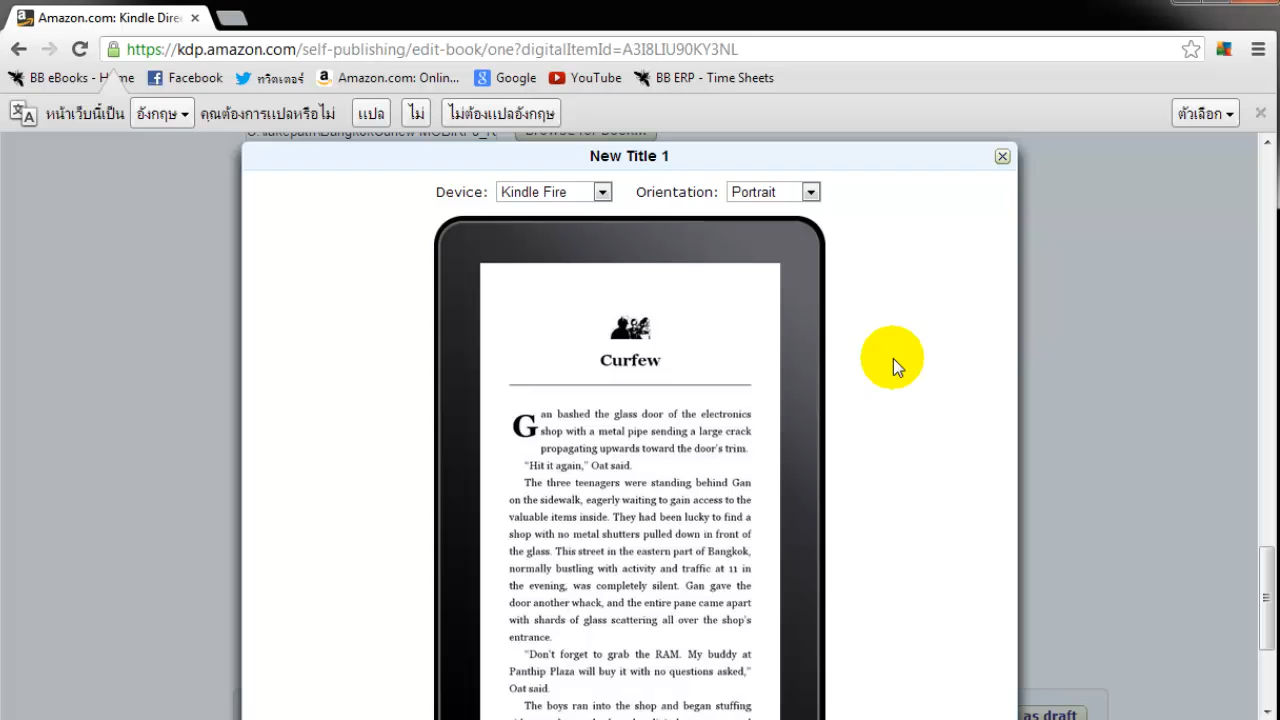 Amazon.com: Kindle Dire
https://kdp.amazon.com/self-publishing/edit-book/one?digitalItemId=A3I8LIU90KY3NL
BB eBooks - Home Facebook ทวิตเตอร์ Amazon.com: Onlin... Google YouTube BB ERP - Time Sheets
หน้าเว็บนี้เป็น อังกฤษ คุณต้องการแปลหรือไม่ แปล ไม่ ไม่ต้องแปลอังกฤษ ตัวเลือก
New Title 1
Device: Kindle Fire Orientation: Portrait
Curfew
Gan bashed the glass door of the electronics
shop with a metal pipe sending a large crack
propagating upwards toward the door's trim.
“Hit it again,” Oat said.
The three teenagers were standing behind Gan
on the sidewalk, eagerly waiting to gain access to the
valuable items inside. They had been lucky to find a
shop with no metal shutters pulled down in front of
the glass. This street in the eastern part of Bangkok,
normally bustling with activity and traffic at 11 in
the evening, was completely silent. Gan gave the
door another whack, and the entire pane came apart
with shards of glass scattering all over the shop's
entrance.
“Don't forget to grab the RAM. My buddy at
Panthip Plaza will buy it with no questions asked,”
Oat said.
The boys ran into the shop and began stuffing
as draft